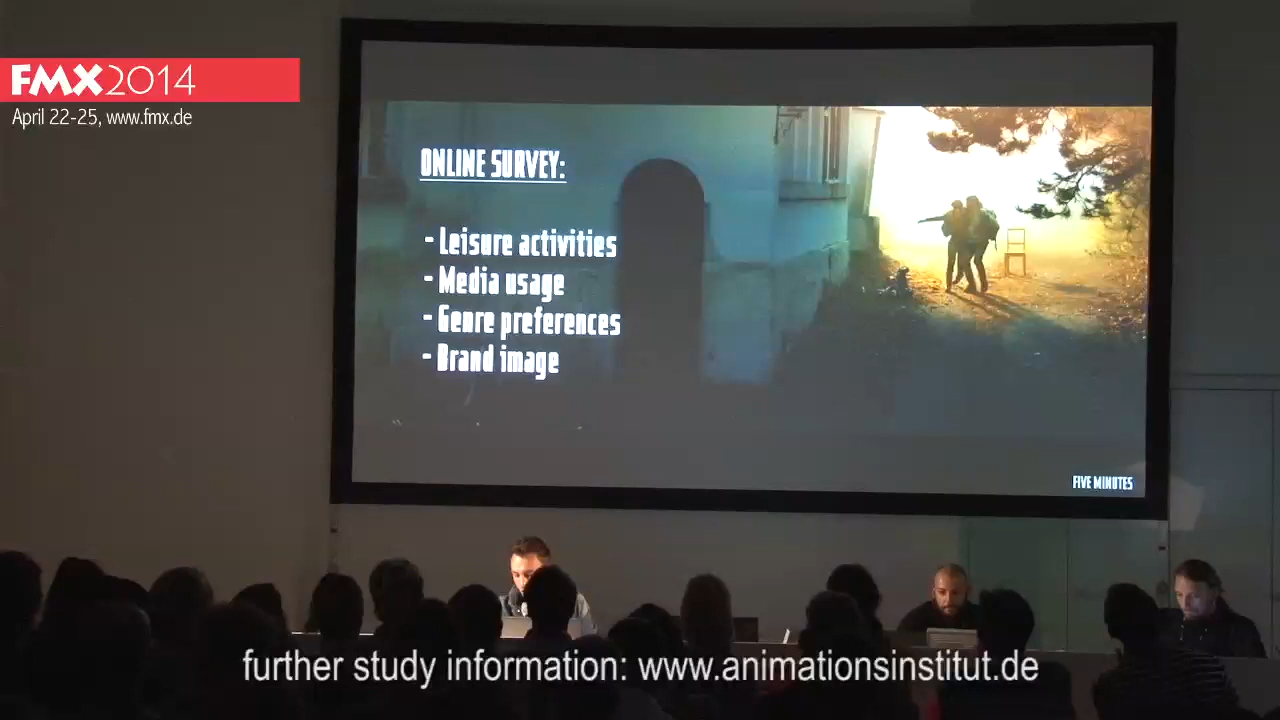 FMX2014
April 22-25, www.fmx.de
ONLINE SURVEY:
- Leisure activities
- Media usage
- Genre preferences
- Brand image
FIVE MINUTES
further study information: www.animationsinstitut.de